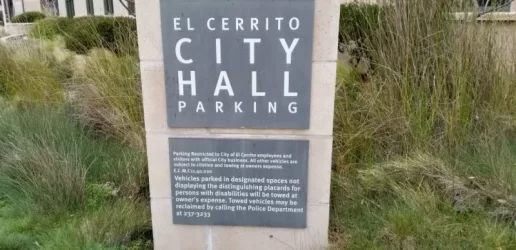 EL CERRITO
CITY
HALL
PARKING
Parking Restricted to City of El Cerrito employees and
visitors with official City business. All other vehicles are
subject to citation and towing at owners expense.
Vehicles parked in designated spaces not
displaying the distinguishing placards for
persons with disabilities will be towed at
owner's expense. Towed vehicles may be
reclaimed by calling the Police Department
at 237-3233